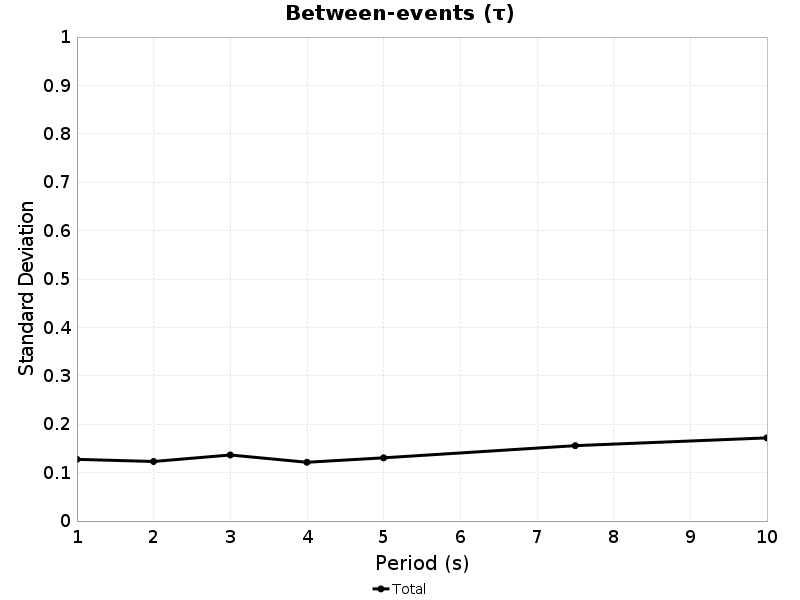 Between-events (τ)
1
0.9
0.8
0.7
0.6
0.5
0.4
0.3
0.2
0.1
0
Standard Deviation
1 2 3 4 5 6 7 8 9 10
Period (s)
Total